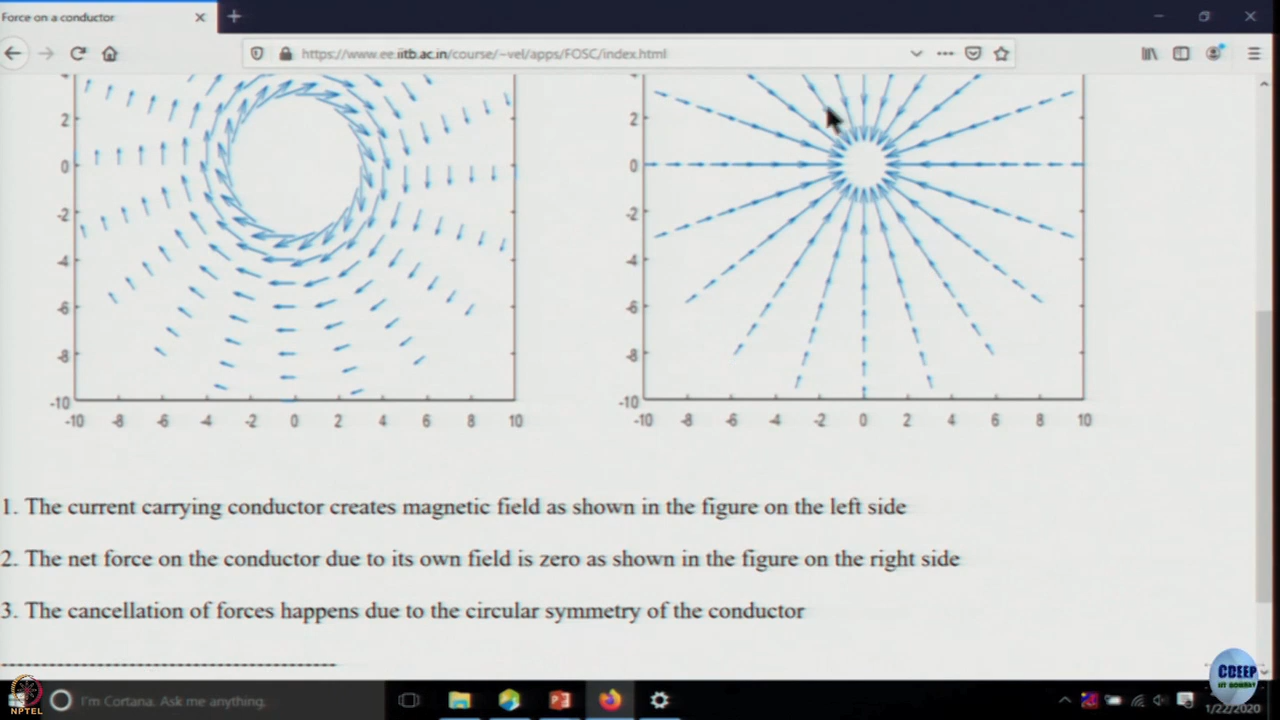 Force on a conductor
https://www.ee.iitb.ac.in/course/~vel/apps/FOSC/index.html
4
2
0
-2
-4
-6
-8
-10
-10 -8 -6 -4 -2 0 2 4 6 8 10
4
2
0
-2
-4
-6
-8
-10
-10 -8 -6 -4 -2 0 2 4 6 8 10
1. The current carrying conductor creates magnetic field as shown in the figure on the left side
2. The net force on the conductor due to its own field is zero as shown in the figure on the right side
3. The cancellation of forces happens due to the circular symmetry of the conductor
CDEEP
IIT BOMBAY
NPTEL
I'm Cortana. Ask me anything.
1/22/2020